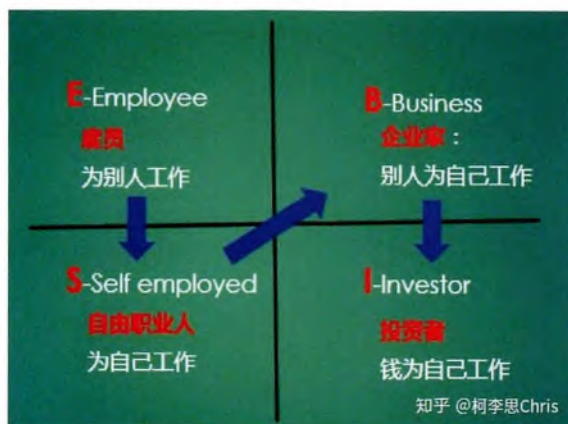 E-Employee
雇员
为别人工作
B-Business
企业家：
别人为自己工作
S-Self employed
自由职业人
为自己工作
I-Investor
投资者
钱为自己工作
知乎 @柯李思Chris